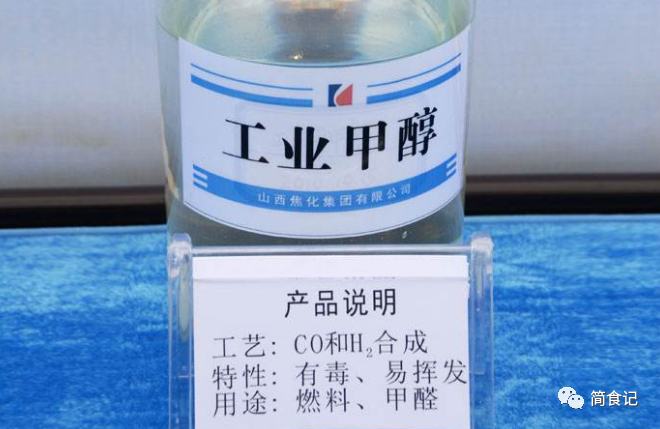 工业甲醇
山西焦化集团有限公司
产品说明
工艺：CO和H₂合成
特性：有毒、易挥发
用途：燃料、甲醛
简食记